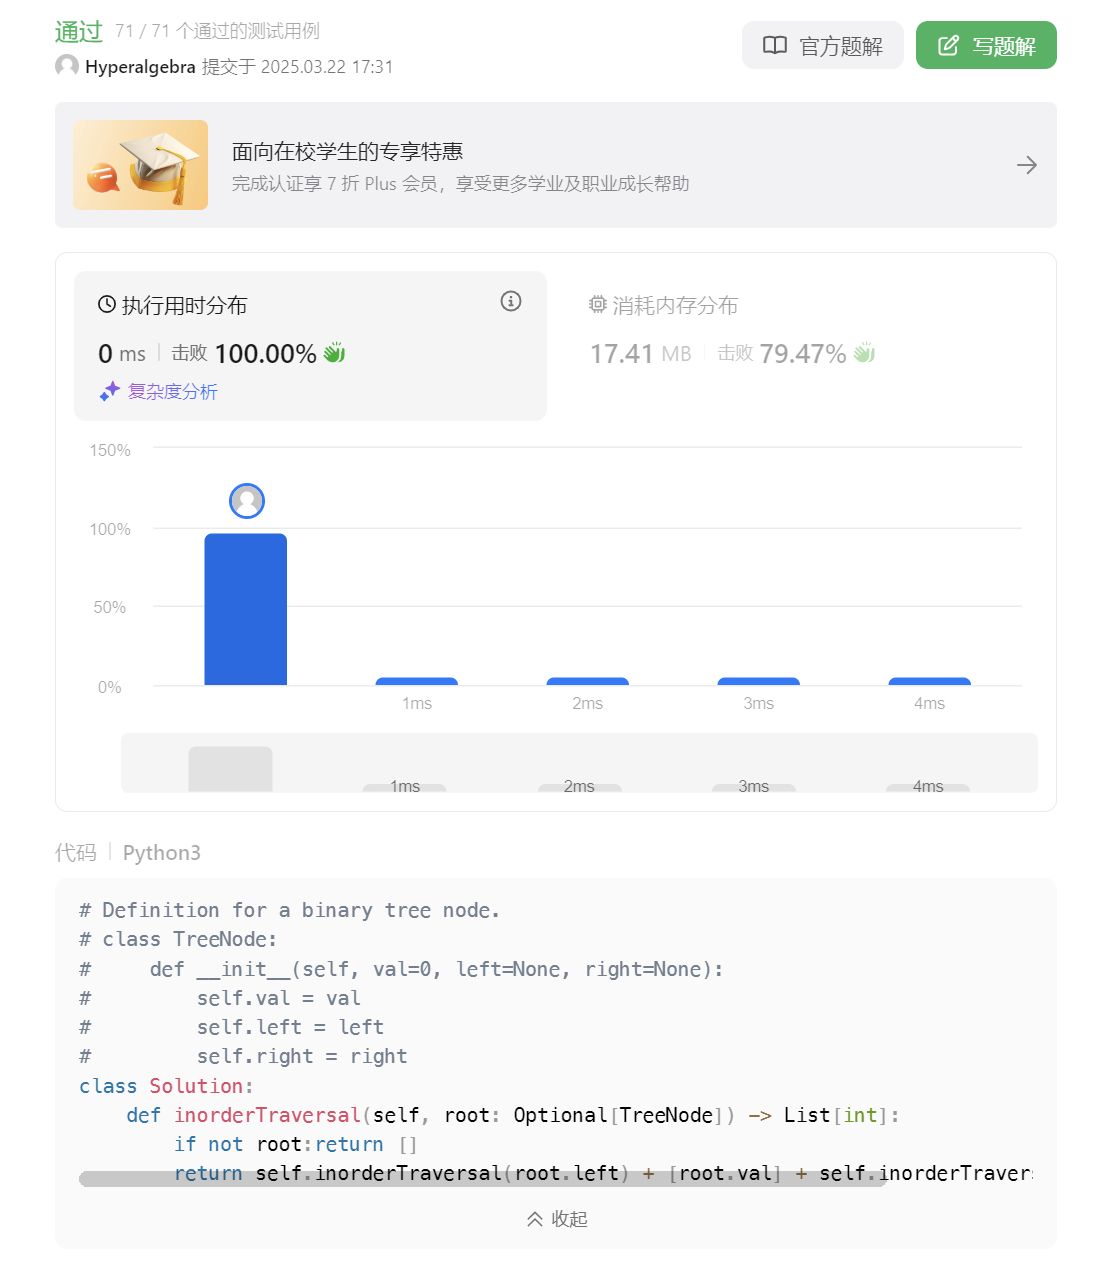 通过 71 / 71 个通过的测试用例
Hyperalgebra 提交于 2025.03.22 17:31
官方题解
写题解
面向在校学生的专享特惠
完成认证享 7 折 Plus 会员，享受更多学业及职业成长帮助
执行用时分布
0 ms 击败 100.00%
复杂度分析
消耗内存分布
17.41 MB 击败 79.47%
150%
100%
50%
0%
1ms 2ms 3ms 4ms
1ms 2ms 3ms 4ms
代码 Python3
# Definition for a binary tree node.
# class TreeNode:
#     def __init__(self, val=0, left=None, right=None):
#         self.val = val
#         self.left = left
#         self.right = right
class Solution:
    def inorderTraversal(self, root: Optional[TreeNode]) -> List[int]:
        if not root:return []
        return self.inorderTraversal(root.left) + [root.val] + self.inorderTravers
收起